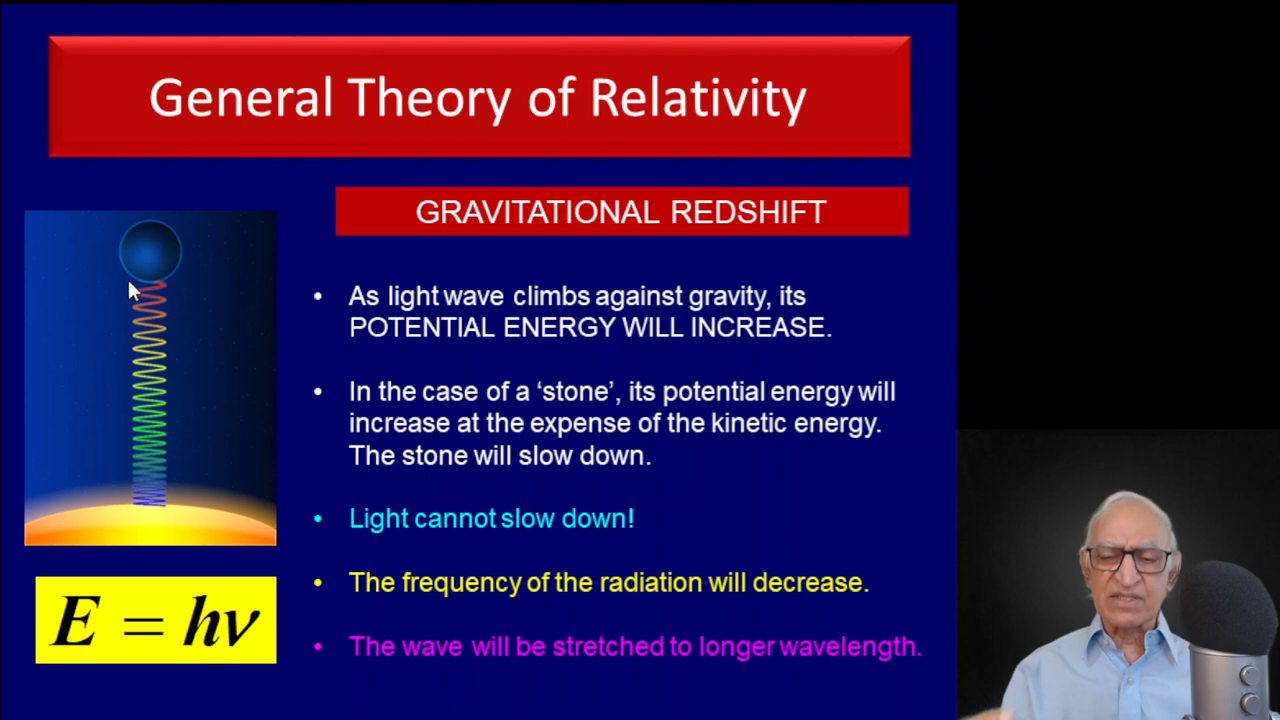 General Theory of Relativity
GRAVITATIONAL REDSHIFT
• As light wave climbs against gravity, its
POTENTIAL ENERGY WILL INCREASE.
• In the case of a ‘stone’, its potential energy will
increase at the expense of the kinetic energy.
The stone will slow down.
• Light cannot slow down!
• The frequency of the radiation will decrease.
• The wave will be stretched to longer wavelength.
E = hν